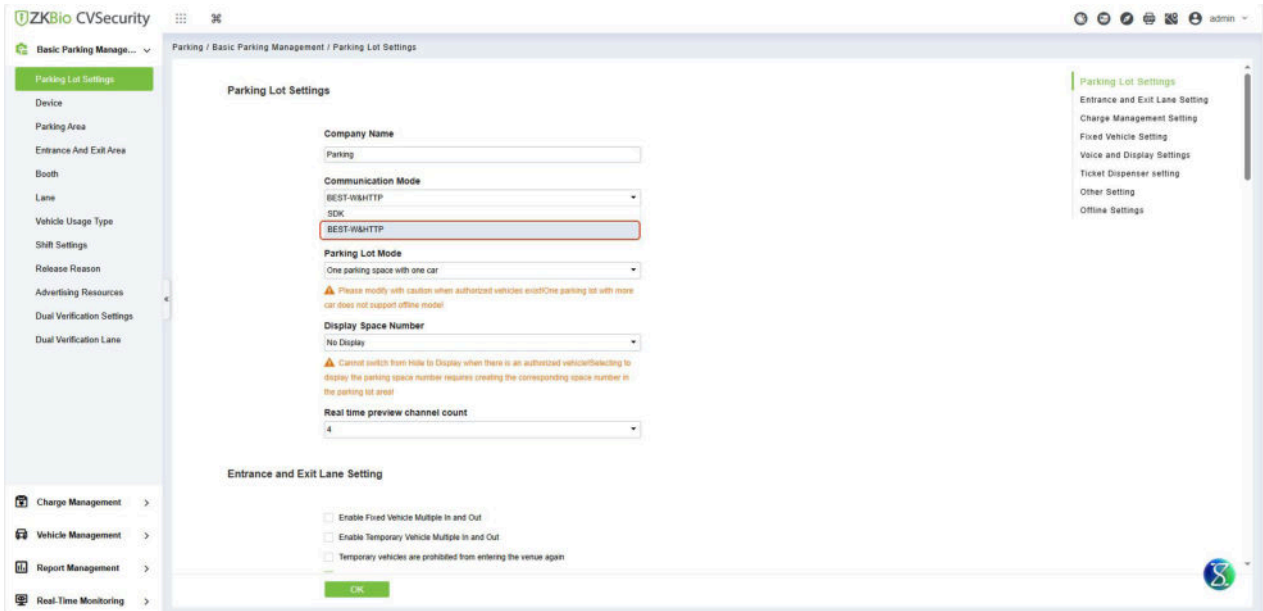 ZKBio CVSecurity
admin
Basic Parking Manage...
Parking / Basic Parking Management / Parking Lot Settings
Parking Lot Settings
Device
Parking Area
Entrance And Exit Area
Booth
Lane
Vehicle Usage Type
Shift Settings
Release Reason
Advertising Resources
Dual Verification Settings
Dual Verification Lane
Charge Management
Vehicle Management
Report Management
Real-Time Monitoring
Parking Lot Settings
Company Name
Parking
Communication Mode
BEST-W&HTTP
SDK
BEST-W&HTTP
Parking Lot Mode
One parking space with one car
Please modify with caution when authorized vehicles exist!One parking lot with more
car does not support offline mode!
Display Space Number
No Display
Cannot switch from Hide to Display when there is an authorized vehicle!Selecting to
display the parking space number requires creating the corresponding space number in
the parking lot area!
Real time preview channel count
4
Entrance and Exit Lane Setting
Enable Fixed Vehicle Multiple In and Out
Enable Temporary Vehicle Multiple In and Out
Temporary vehicles are prohibited from entering the venue again
OK
Parking Lot Settings
Entrance and Exit Lane Setting
Charge Management Setting
Fixed Vehicle Setting
Voice and Display Settings
Ticket Dispenser setting
Other Setting
Offline Settings